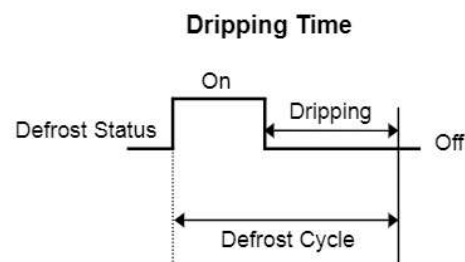 Dripping Time
On
Dripping
Defrost Status
Off
Defrost Cycle